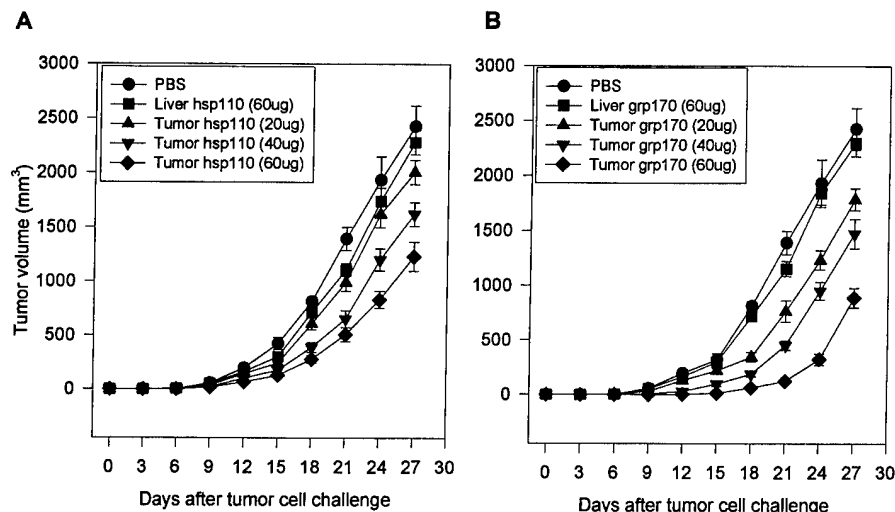 A
3000
2500
2000
1500
1000
500
0
Tumor volume (mm³)
PBS
Liver hsp110 (60ug)
Tumor hsp110 (20ug)
Tumor hsp110 (40ug)
Tumor hsp110 (60ug)
0 3 6 9 12 15 18 21 24 27 30
Days after tumor cell challenge
B
3000
2500
2000
1500
1000
500
0
PBS
Liver grp170 (60ug)
Tumor grp170 (20ug)
Tumor grp170 (40ug)
Tumor grp170 (60ug)
0 3 6 9 12 15 18 21 24 27 30
Days after tumor cell challenge